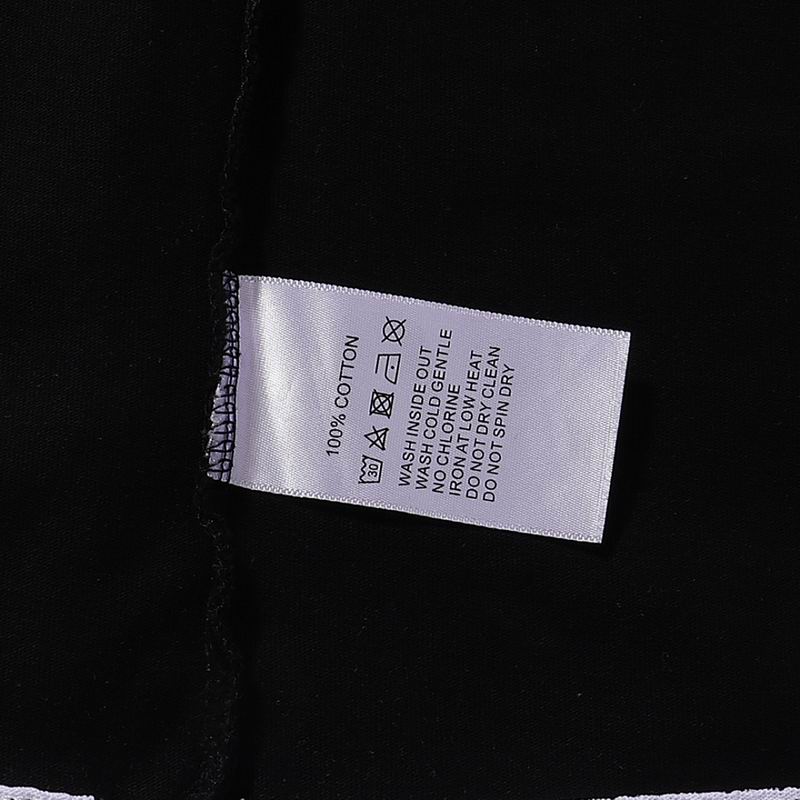 100% COTTON
30
WASH INSIDE OUT
WASH COLD GENTLE
NO CHLORINE
IRON AT LOW HEAT
DO NOT DRY CLEAN
DO NOT SPIN DRY